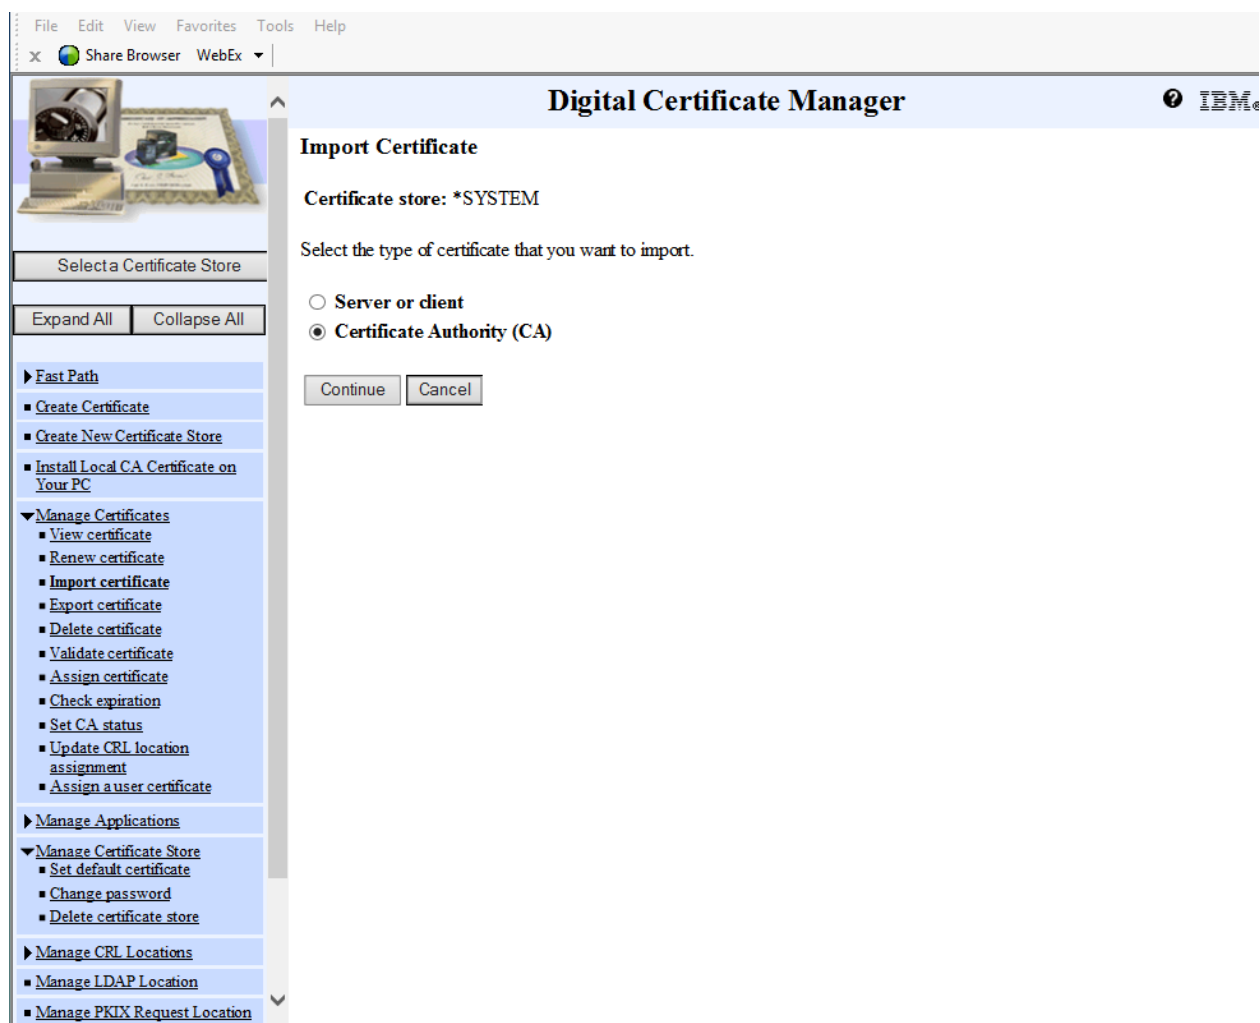 File Edit View Favorites Tools Help
x Share Browser WebEx
Digital Certificate Manager
? IBM®
Select a Certificate Store
Expand All Collapse All
Fast Path
Create Certificate
Create New Certificate Store
Install Local CA Certificate on
Your PC
Manage Certificates
View certificate
Renew certificate
Import certificate
Export certificate
Delete certificate
Validate certificate
Assign certificate
Check expiration
Set CA status
Update CRL location
assignment
Assign a user certificate
Manage Applications
Manage Certificate Store
Set default certificate
Change password
Delete certificate store
Manage CRL Locations
Manage LDAP Location
Manage PKIX Request Location
Import Certificate
Certificate store: *SYSTEM
Select the type of certificate that you want to import.
Server or client
Certificate Authority (CA)
Continue Cancel